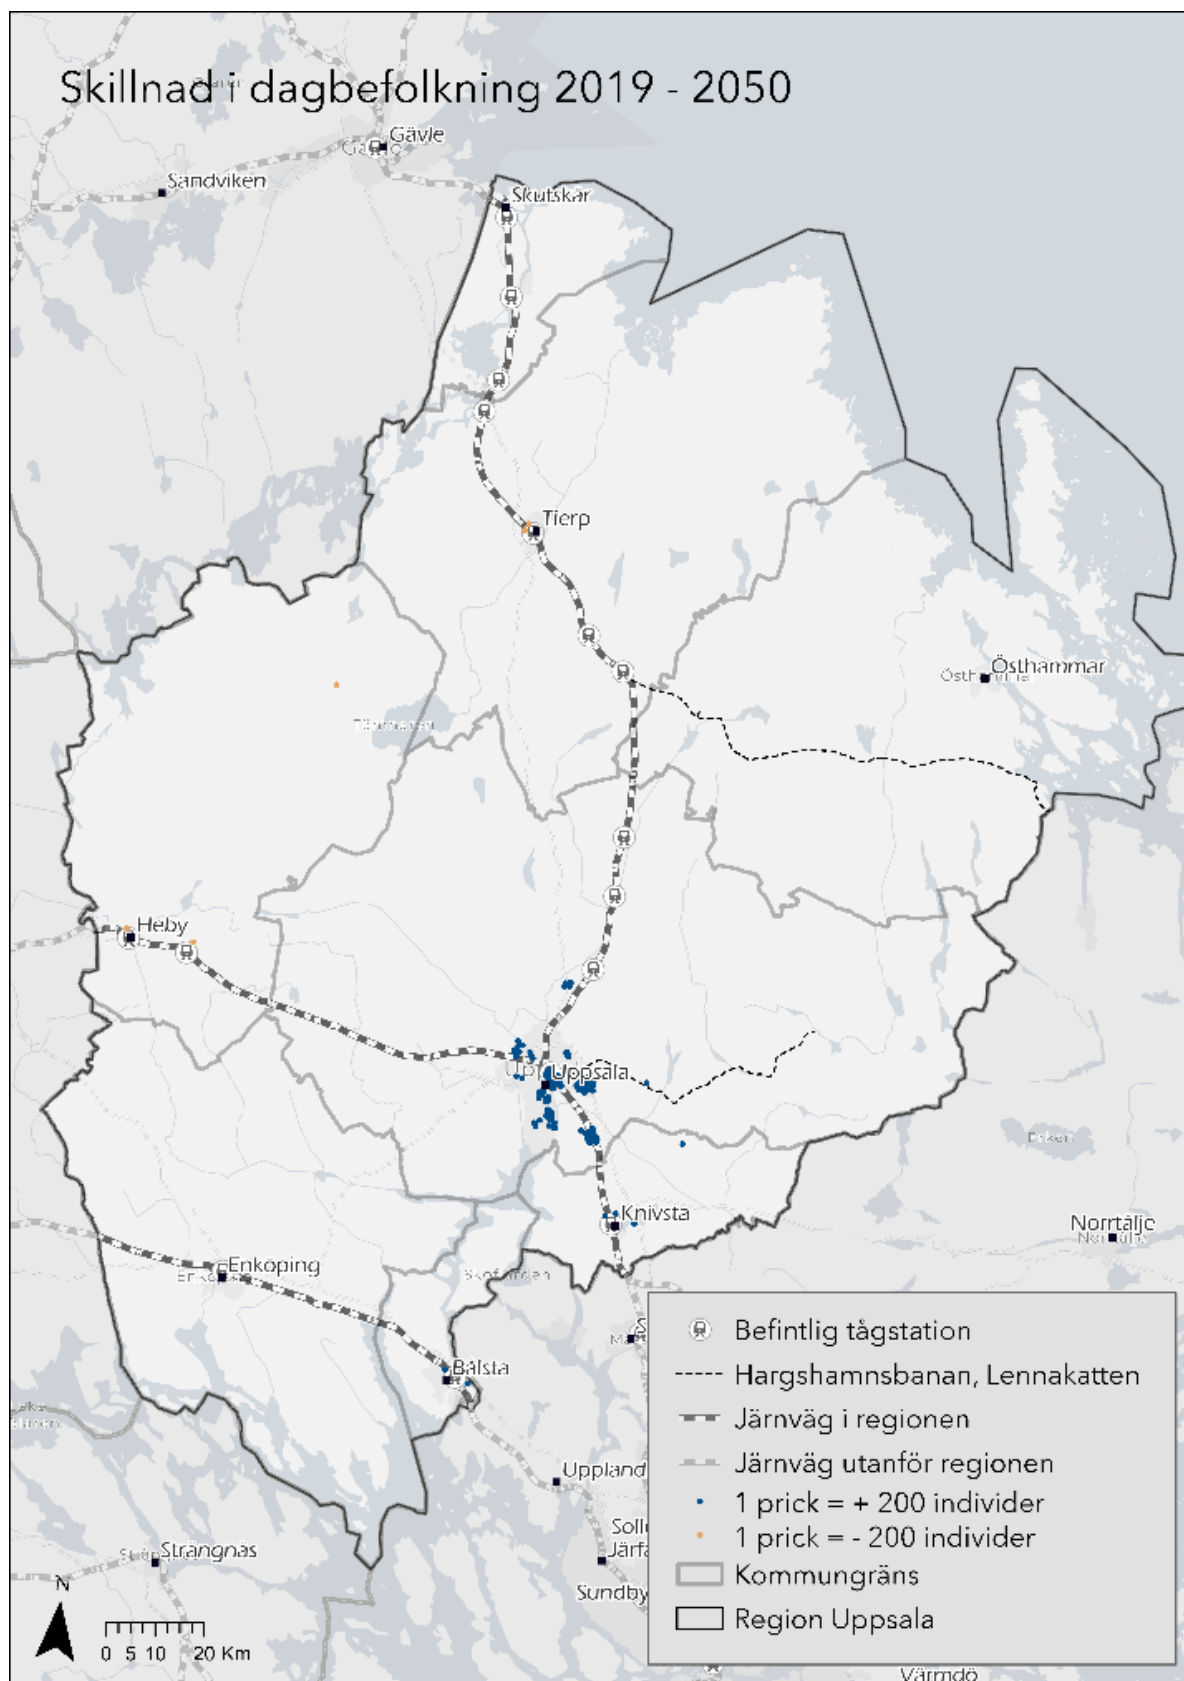 Skillnad i dagbefolkning 2019 - 2050
Gävle
Sandviken
Skutskär
Tierp
Östhammar
Tämnaren
Heby
Uppsala
Knivsta
Norrtälje
Enköping
Skofjärden
Bålsta
Strängnäs
Värmdö
Befintlig tågstation
Hargshamnsbanan, Lennakatten
Järnväg i regionen
Järnväg utanför regionen
1 prick = + 200 individer
1 prick = - 200 individer
Kommungräns
Region Uppsala
N
0 5 10 20 Km